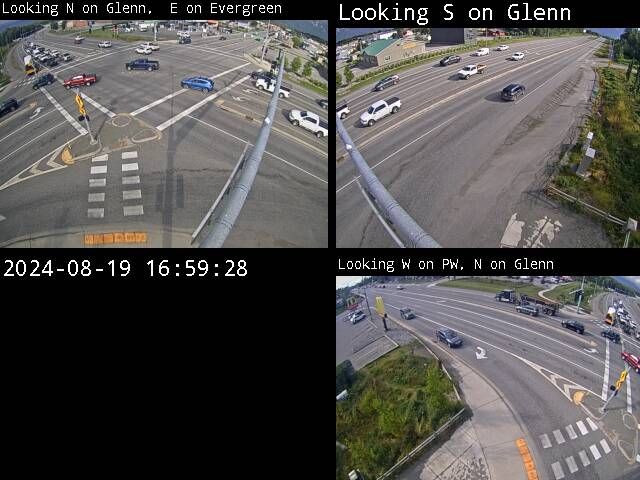 Looking N on Glenn, E on Evergreen
Looking S on Glenn
2024-08-19 16:59:28
Looking W on PW, N on Glenn